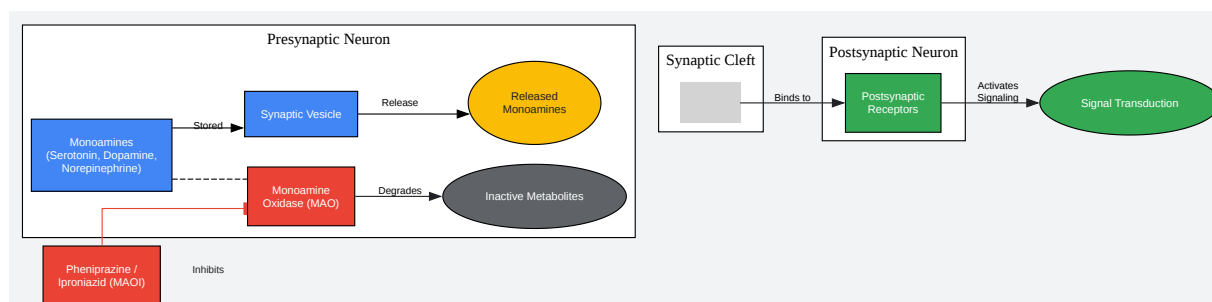 Presynaptic Neuron
Monoamines
(Serotonin, Dopamine,
Norepinephrine)
Stored
Synaptic Vesicle
Release
Released
Monoamines
Monoamine
Oxidase (MAO)
Degrades
Inactive Metabolites
Pheniprazine /
Iproniazid (MAOI)
Inhibits
Synaptic Cleft
Binds to
Postsynaptic Neuron
Postsynaptic
Receptors
Activates
Signaling
Signal Transduction